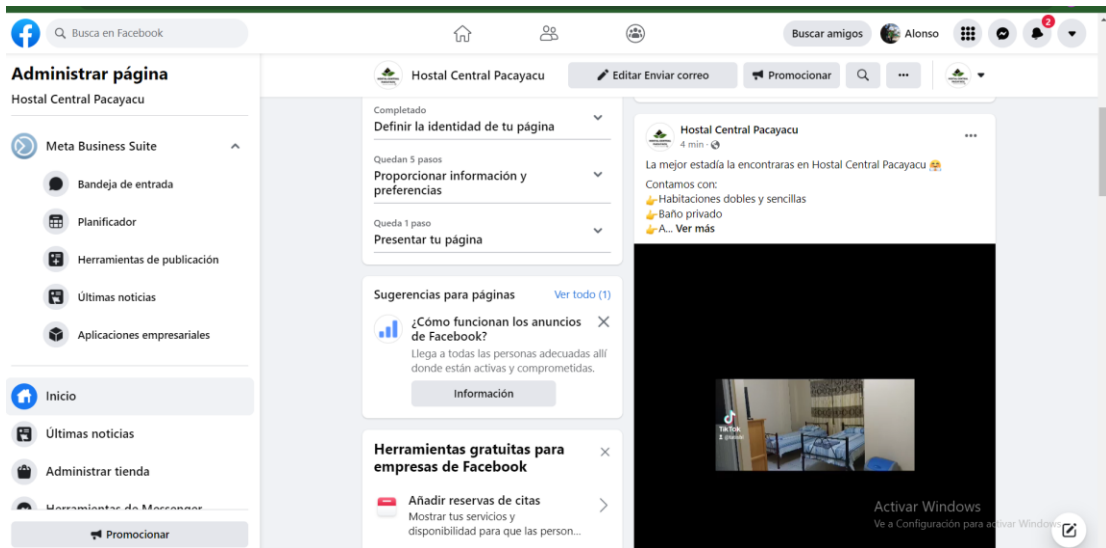 Busca en Facebook
Buscar amigos
Alonso
2
Administrar página
Hostal Central Pacayacu
Meta Business Suite
Bandeja de entrada
Planificador
Herramientas de publicación
Últimas noticias
Aplicaciones empresariales
Inicio
Últimas noticias
Administrar tienda
Herramientas de Messenger
Promocionar
Hostal Central Pacayacu
Editar Enviar correo
Promocionar
Completado
Definir la identidad de tu página
Quedan 5 pasos
Proporcionar información y
preferencias
Queda 1 paso
Presentar tu página
Sugerencias para páginas
Ver todo (1)
¿Cómo funcionan los anuncios
de Facebook?
Llega a todas las personas adecuadas allí
donde están activas y comprometidas.
Información
Herramientas gratuitas para
empresas de Facebook
Añadir reservas de citas
Mostrar tus servicios y
disponibilidad para que las person...
Hostal Central Pacayacu
4 min ·
La mejor estadía la encontraras en Hostal Central Pacayacu 🤗
Contamos con:
👉Habitaciones dobles y sencillas
👉Baño privado
👉A... Ver más
TikTok
Activar Windows
Ve a Configuración para activar Windows